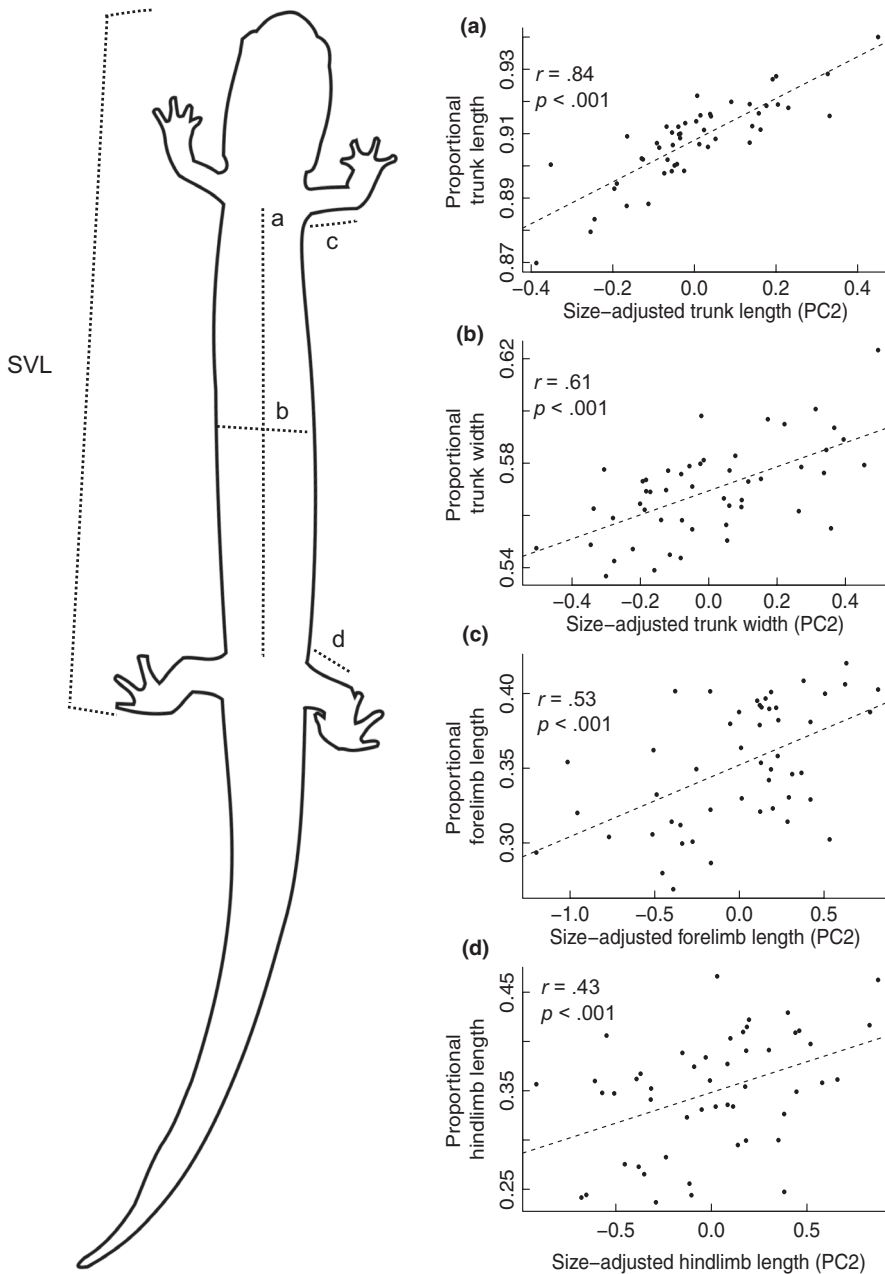 SVL
a
c
b
d
(a)
r = .84
p < .001
Proportional
trunk length
0.93
0.91
0.89
0.87
−0.4
−0.2
0.0
0.2
0.4
Size−adjusted trunk length (PC2)
(b)
r = .61
p < .001
Proportional
trunk width
0.62
0.58
0.54
−0.4
−0.2
0.0
0.2
0.4
Size−adjusted trunk width (PC2)
(c)
r = .53
p < .001
Proportional
forelimb length
0.40
0.35
0.30
−1.0
−0.5
0.0
0.5
Size−adjusted forelimb length (PC2)
(d)
r = .43
p < .001
Proportional
hindlimb length
0.45
0.35
0.25
−0.5
0.0
0.5
Size−adjusted hindlimb length (PC2)